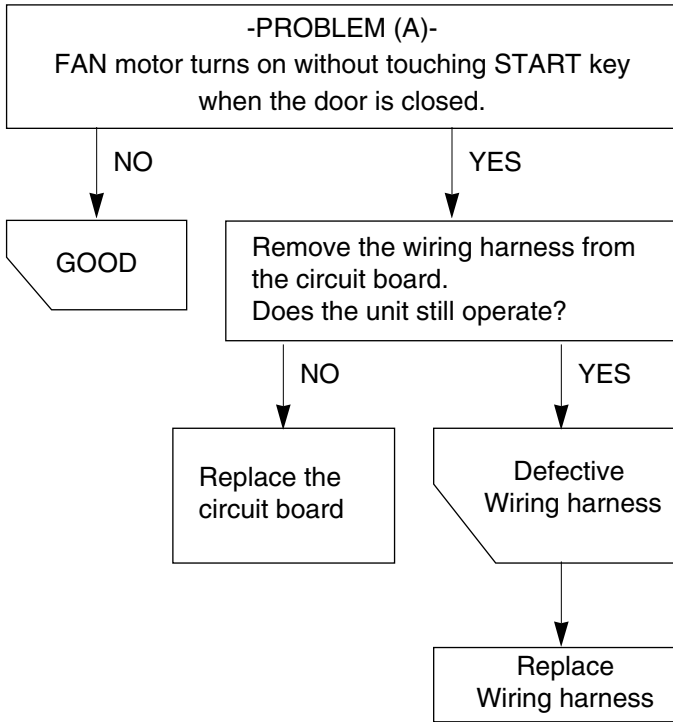 -PROBLEM (A)-
FAN motor turns on without touching START key
when the door is closed.
NO
YES
GOOD
Remove the wiring harness from
the circuit board.
Does the unit still operate?
NO
YES
Replace the
circuit board
Defective
Wiring harness
Replace
Wiring harness